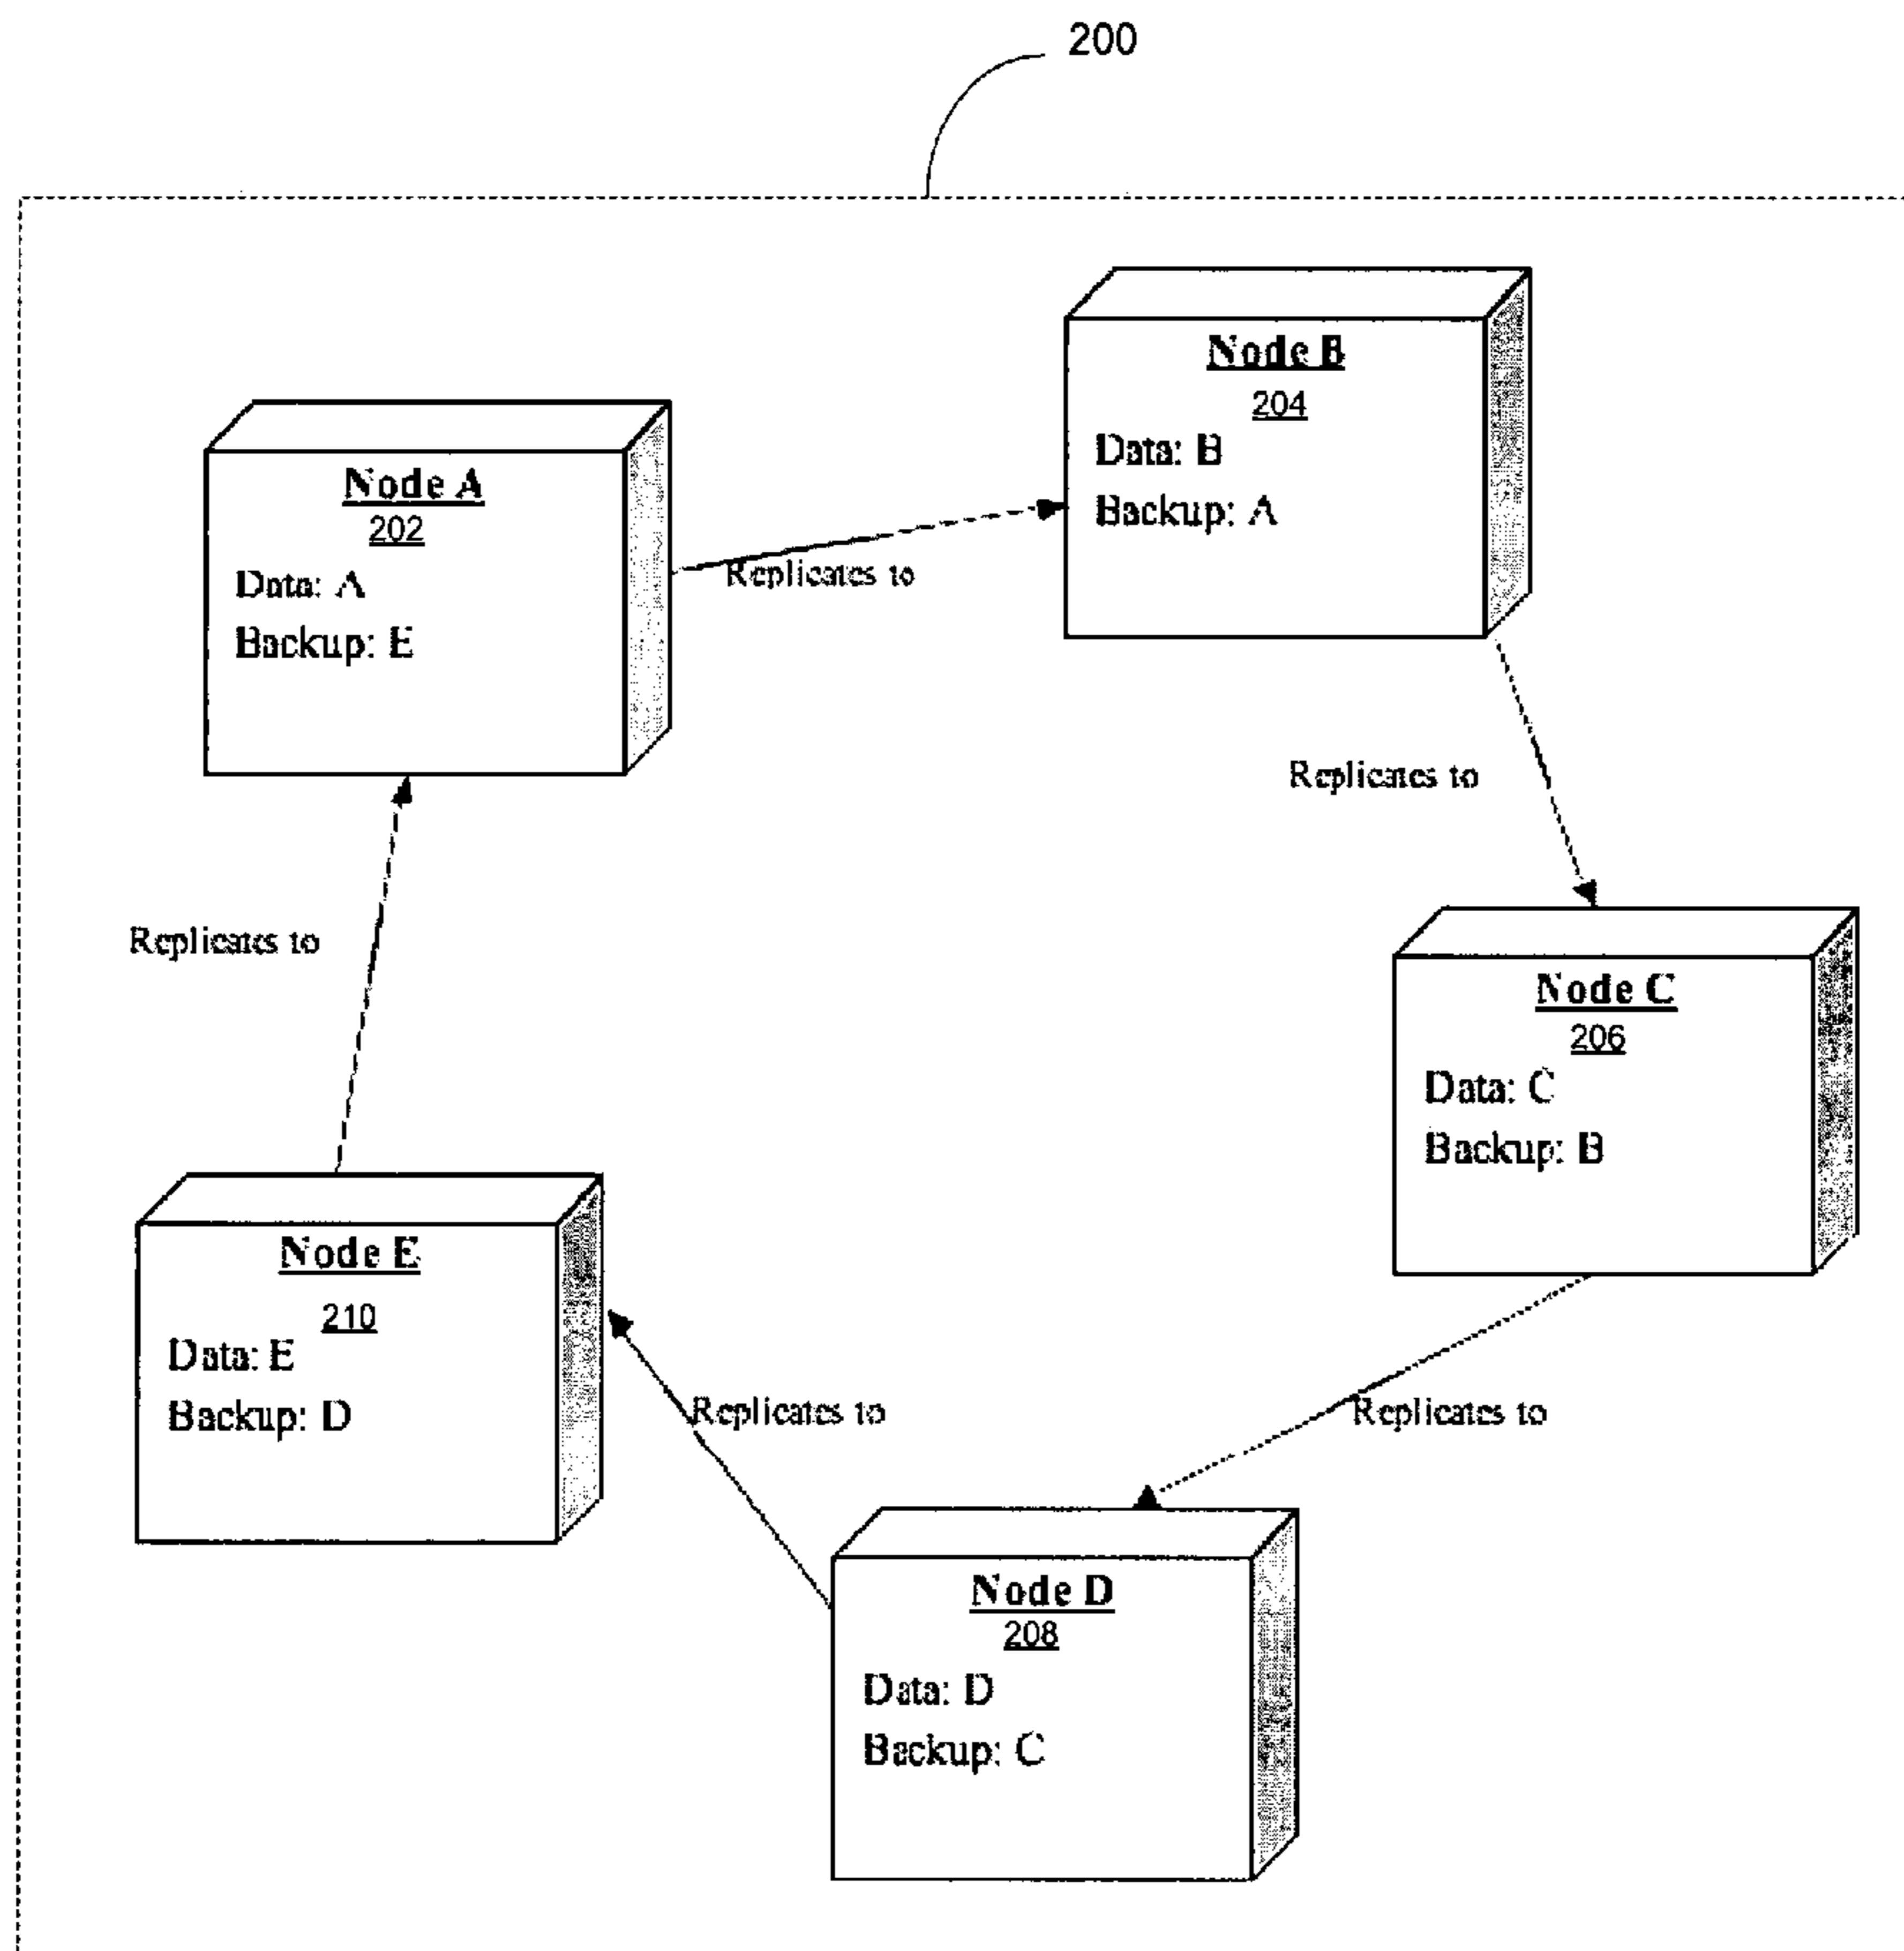 200
Node B
204
Data: B
Backup: A
Node A
202
Data: A
Backup: E
Replicates to
Replicates to
Replicates to
Node C
206
Data: C
Backup: B
Node E
210
Data: E
Backup: D
Replicates to
Replicates to
Node D
208
Data: D
Backup: C